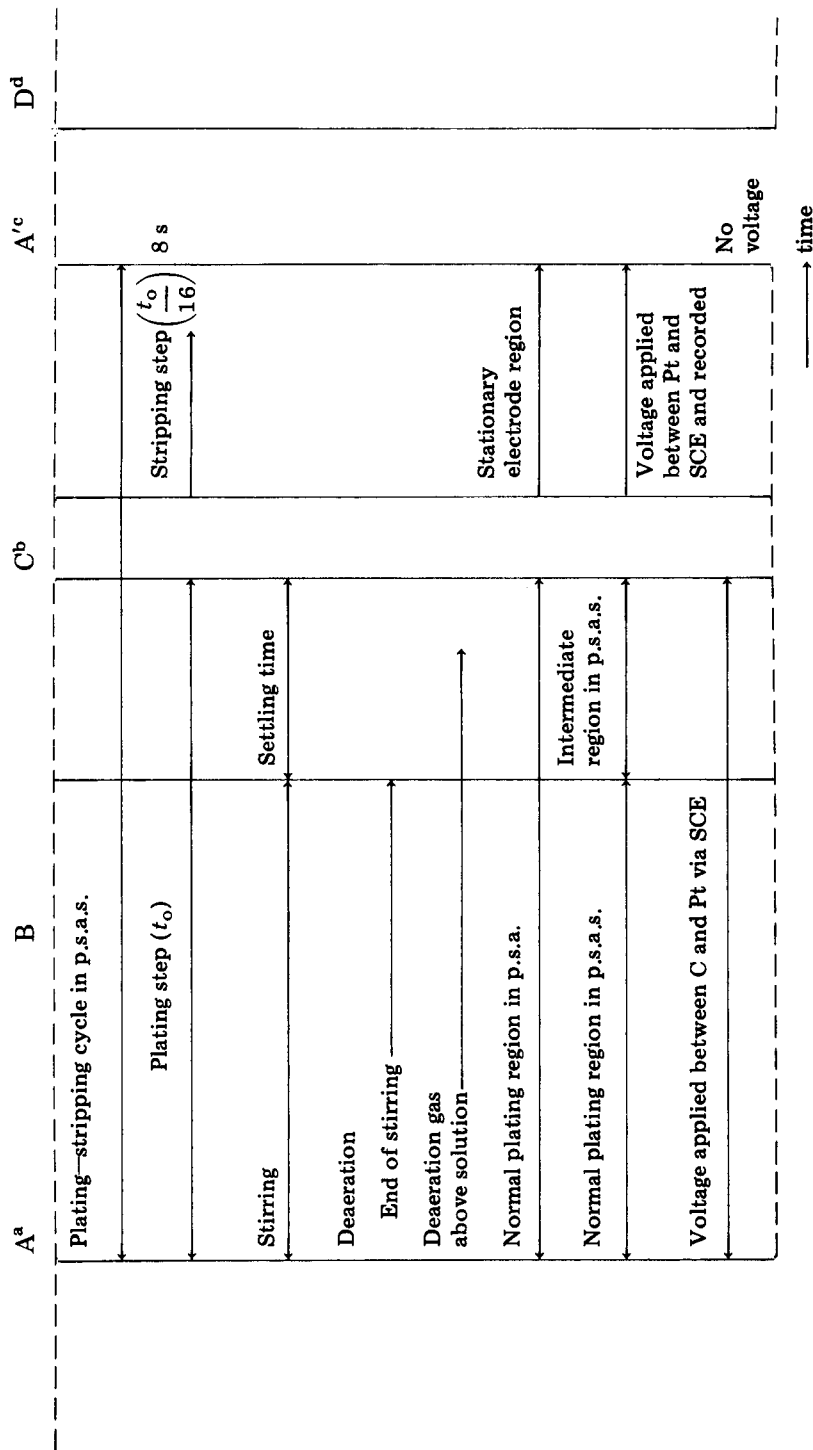 Aᵃ B Cᵇ A′ᶜ Dᵈ
Plating—stripping cycle in p.s.a.s.
Plating step (tₒ)
Stripping step (tₒ/16) 8 s
Stirring
Settling time
Deaeration
End of stirring
Deaeration gas
above solution
Normal plating region in p.s.a.
Stationary
electrode region
Normal plating region in p.s.a.s.
Intermediate
region in p.s.a.s.
Voltage applied
between Pt and
SCE and recorded
Voltage applied between C and Pt via SCE
No
voltage
time